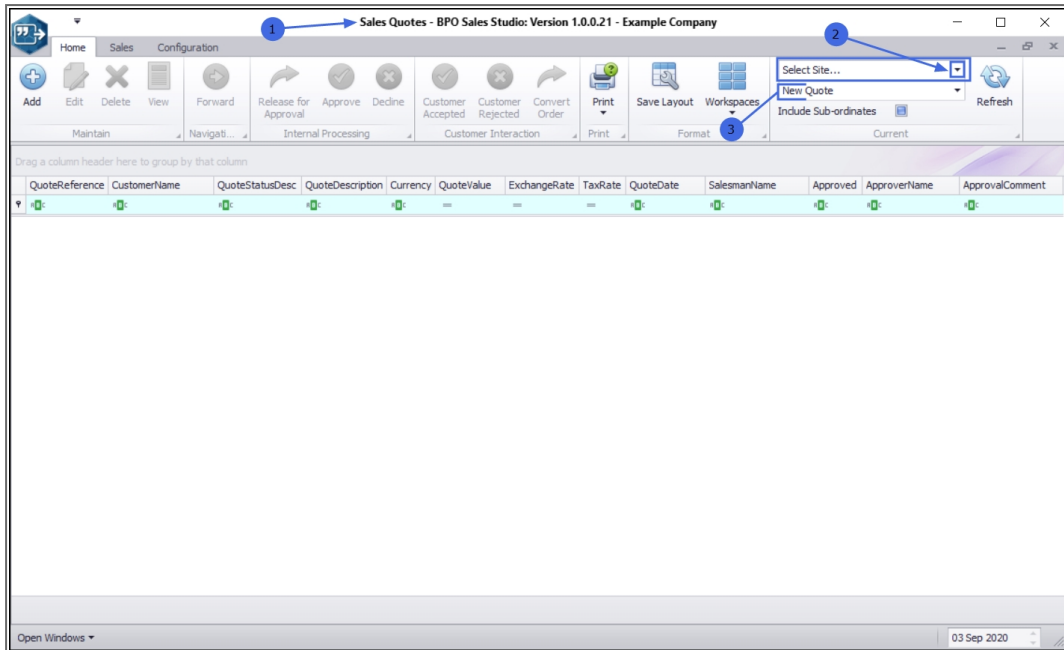 1
Sales Quotes - BPO Sales Studio: Version 1.0.0.21 - Example Company
2
Home Sales Configuration
Select Site...
New Quote
Include Sub-ordinates
Add Edit Delete View Forward Release for Approval Approve Decline Customer Accepted Customer Rejected Convert Order Print Save Layout Workspaces Refresh
3
Maintain Navigati... Internal Processing Customer Interaction Print Format Current
Drag a column header here to group by that column
QuoteReference CustomerName QuoteStatusDesc QuoteDescription Currency QuoteValue ExchangeRate TaxRate QuoteDate SalesmanName Approved ApproverName ApprovalComment
Open Windows 03 Sep 2020